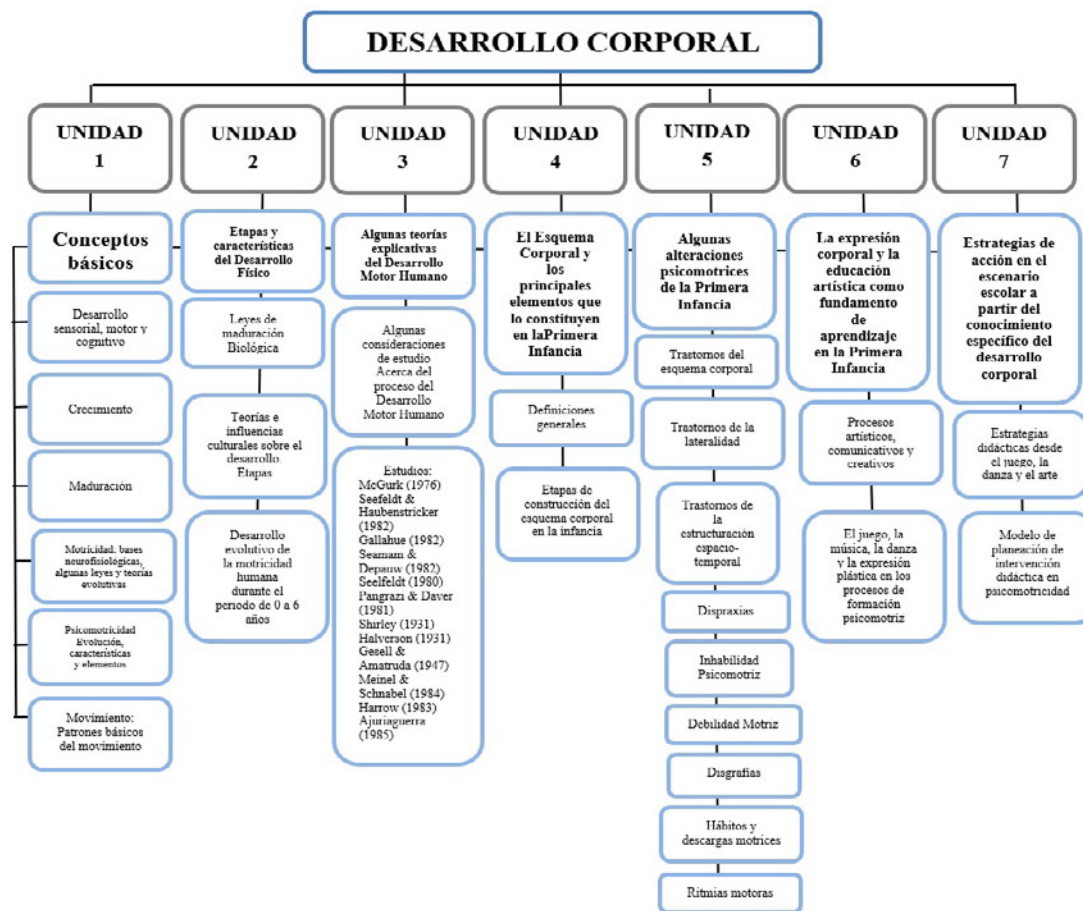 DESARROLLO CORPORAL
UNIDAD
1
Conceptos
básicos
Desarrollo
sensorial, motor y
cognitivo
Crecimiento
Maduración
Motricidad: bases
neurofisiológicas,
algunas leyes y teorías
evolutivas
Psicomotricidad
Evolución,
características
y elementos
Movimiento:
Patrones básicos
del movimiento
UNIDAD
2
Etapas y
características
del Desarrollo
Físico
Leyes de
maduración
Biológica
Teorías e
influencias
culturales sobre el
desarrollo.
Etapas
Desarrollo
evolutivo de
la motricidad
humana
durante el
periodo de 0 a 6
años
UNIDAD
3
Algunas teorías
explicativas
del Desarrollo
Motor Humano
Algunas
consideraciones
de estudio
Acerca del
proceso del
Desarrollo
Motor Humano
Estudios:
McGurk (1976)
Seefeldt &
Haubenstricker
(1982)
Gallahue (1982)
Seamam &
Depauw (1982)
Seelfeldt (1980)
Pangrazi & Daver
(1981)
Shirley (1931)
Halverson (1931)
Gesell &
Amatruda (1947)
Meinel &
Schnabel (1984)
Harrow (1983)
Ajuriaguerra
(1985)
UNIDAD
4
El Esquema
Corporal y
los
principales
elementos que
lo constituyen
en laPrimera
Infancia
Definiciones
generales
Etapas de
construcción del
esquema corporal
en la infancia
UNIDAD
5
Algunas
alteraciones
psicomotrices
de la Primera
Infancia
Trastornos del
esquema corporal
Trastornos de la
lateralidad
Trastornos de
la
estructuración
espacio-
temporal
Dispraxias
Inhabilidad
Psicomotriz
Debilidad Motriz
Disgrafías
Hábitos y
descargas motrices
Ritmias motoras
UNIDAD
6
La expresión
corporal y la
educación
artística como
fundamento
de
aprendizaje
en la Primera
Infancia
Procesos
artísticos,
comunicativos y
creativos
El juego, la
música, la danza
y la expresión
plástica en los
procesos de
formación
psicomotriz
UNIDAD
7
Estrategias de
acción en el
escenario
escolar a
partir del
conocimiento
específico del
desarrollo
corporal
Estrategias
didácticas desde
el juego, la
danza y el arte
Modelo de
planeación de
intervención
didáctica en
psicomotricidad